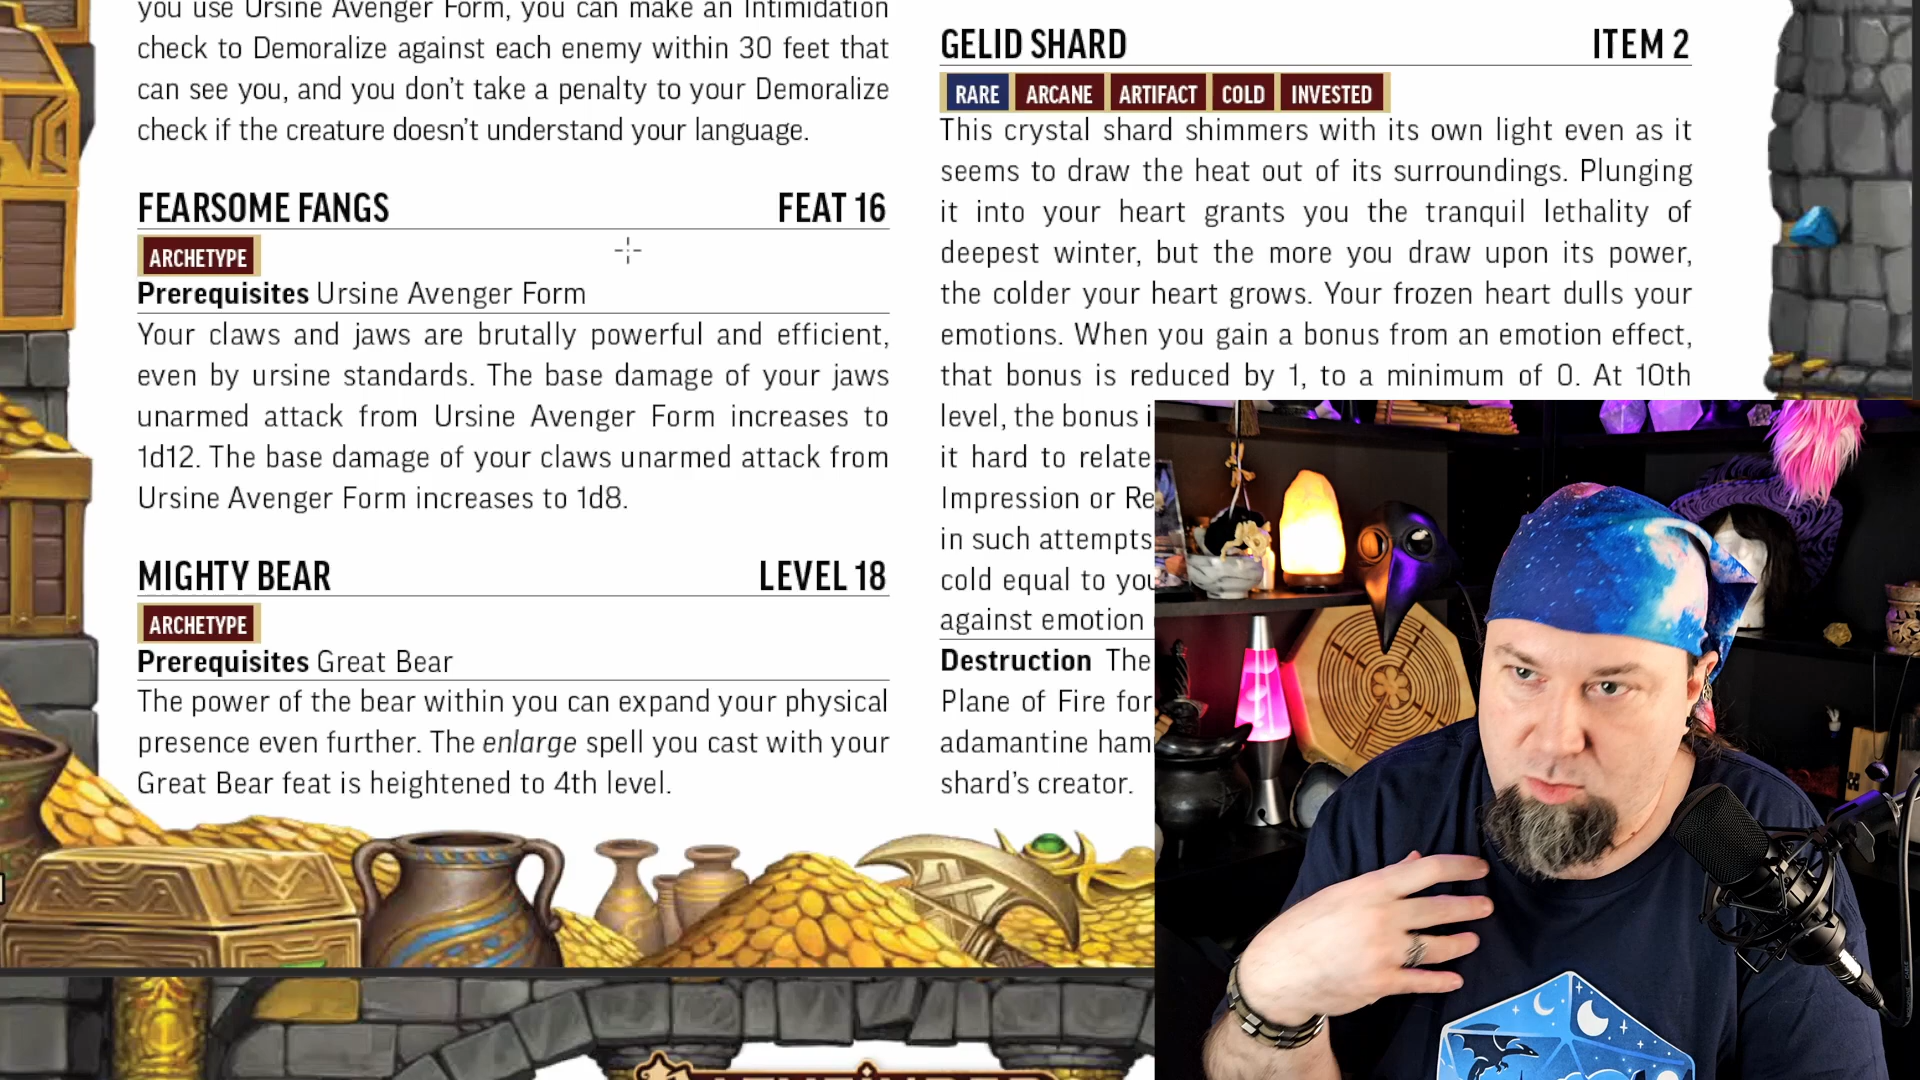 you use Ursine Avenger Form, you can make an Intimidation
check to Demoralize against each enemy within 30 feet that
can see you, and you don't take a penalty to your Demoralize
check if the creature doesn't understand your language.
FEARSOME FANGS FEAT 16
ARCHETYPE
Prerequisites Ursine Avenger Form
Your claws and jaws are brutally powerful and efficient,
even by ursine standards. The base damage of your jaws
unarmed attack from Ursine Avenger Form increases to
1d12. The base damage of your claws unarmed attack from
Ursine Avenger Form increases to 1d8.
MIGHTY BEAR LEVEL 18
ARCHETYPE
Prerequisites Great Bear
The power of the bear within you can expand your physical
presence even further. The enlarge spell you cast with your
Great Bear feat is heightened to 4th level.
GELID SHARD ITEM 2
RARE ARCANE ARTIFACT COLD INVESTED
This crystal shard shimmers with its own light even as it
seems to draw the heat out of its surroundings. Plunging
it into your heart grants you the tranquil lethality of
deepest winter, but the more you draw upon its power,
the colder your heart grows. Your frozen heart dulls your
emotions. When you gain a bonus from an emotion effect,
that bonus is reduced by 1, to a minimum of 0. At 10th
level, the bonus i
it hard to relate
Impression or Re
in such attempts
cold equal to you
against emotion
Destruction The
Plane of Fire for
adamantine ham
shard's creator.